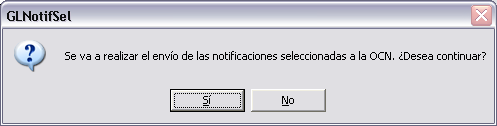 GLNotifSel
Se va a realizar el envío de las notificaciones seleccionadas a la OCN. ¿Desea continuar?
Sí
No